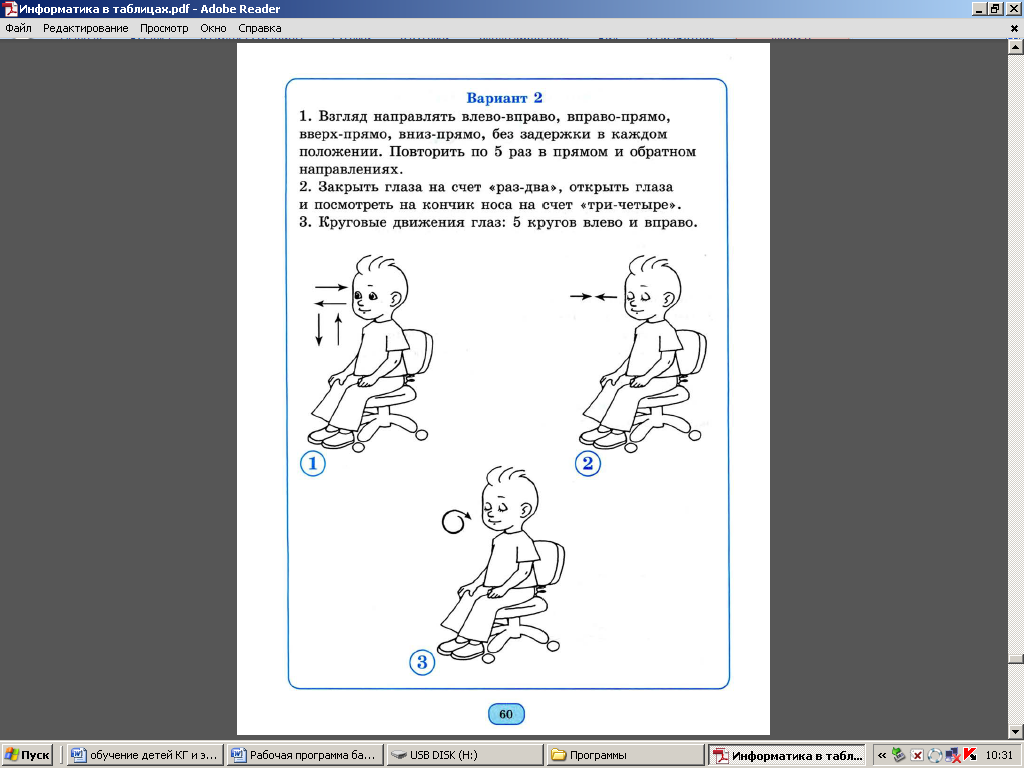 Информатика в таблицах.pdf - Adobe Reader
Файл Редактирование Просмотр Окно Справка
Вариант 2
1. Взгляд направлять влево-вправо, вправо-прямо,
вверх-прямо, вниз-прямо, без задержки в каждом
положении. Повторить по 5 раз в прямом и обратном
направлениях.
2. Закрыть глаза на счет «раз-два», открыть глаза
и посмотреть на кончик носа на счет «три-четыре».
3. Круговые движения глаз: 5 кругов влево и вправо.
1
2
3
60
Пуск обучение детей КГ и э... Рабочая программа ба... USB DISK (H:) Программы Информатика в табл... « 10:31